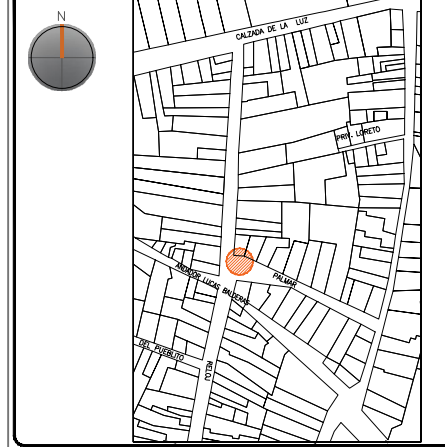 N
CALZADA DE LA LUZ
PRIV. LORETO
ANDADOR LUCAS BALDERAS
PALMAR
DEL PUEBLITO
RELOJ